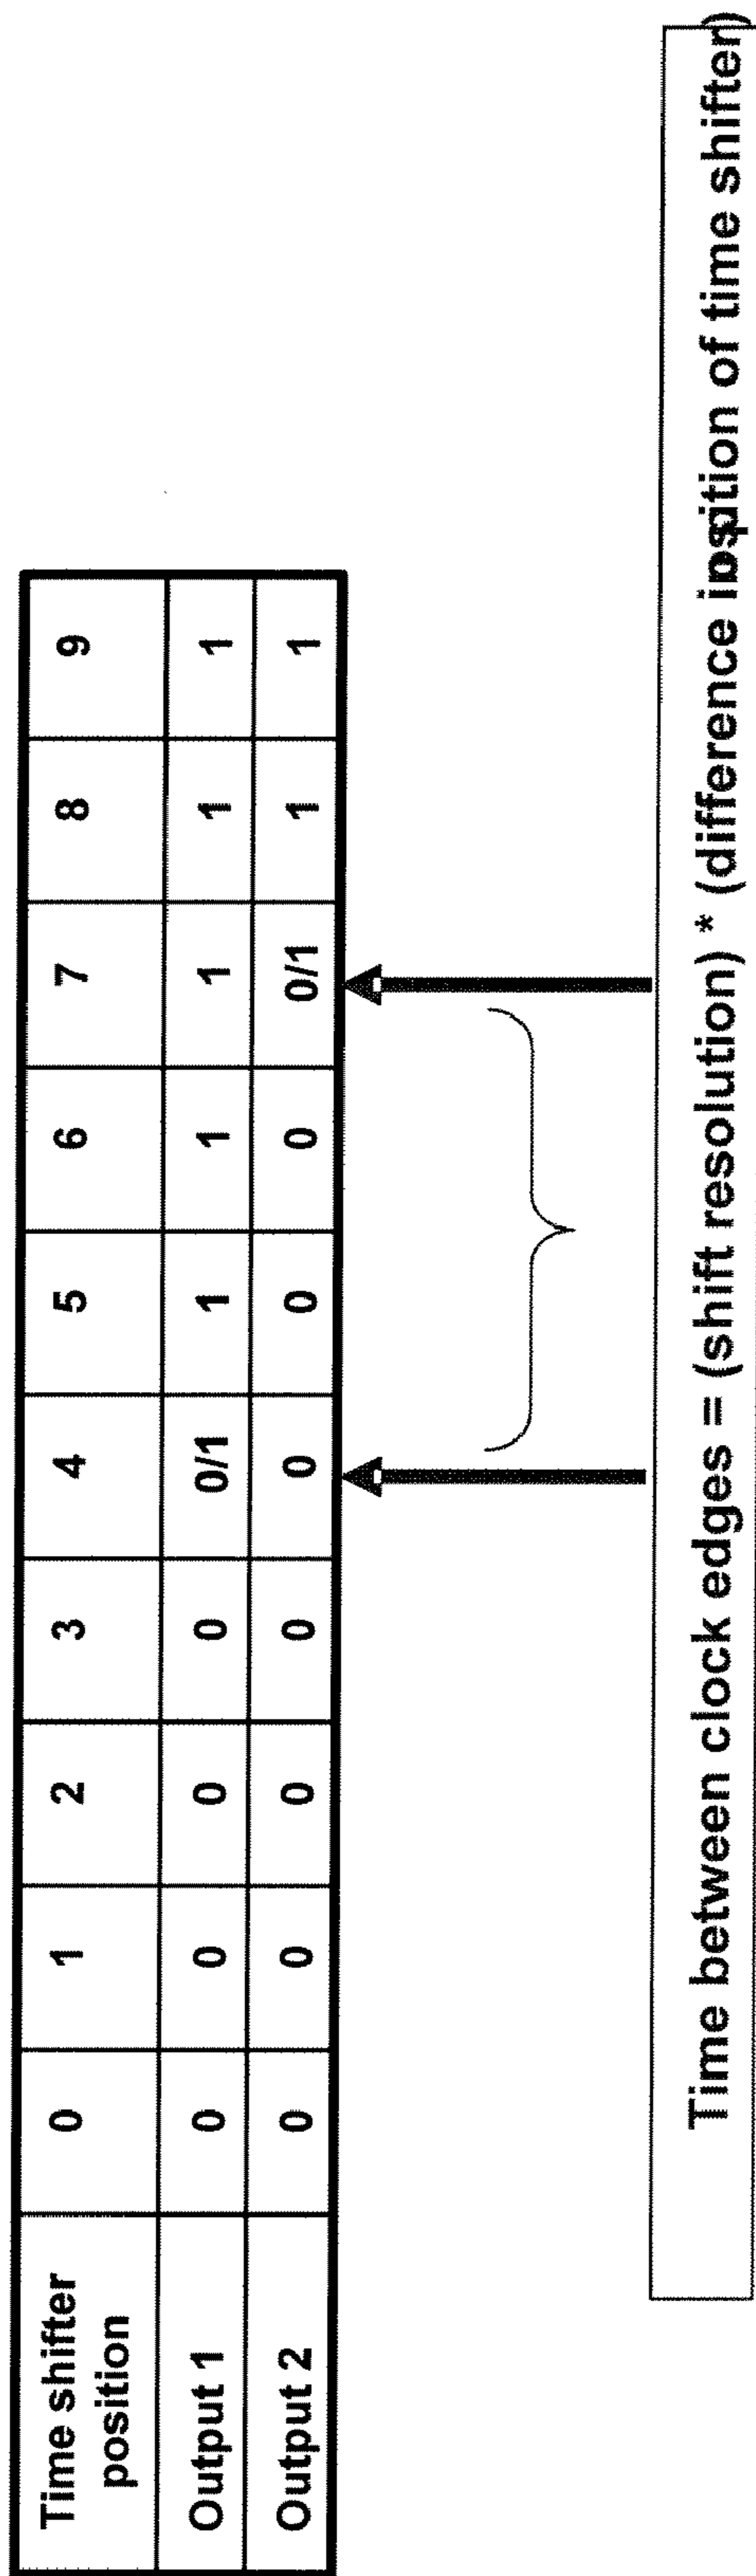 Time shifter position 0 1 2 3 4 5 6 7 8 9
Output 1 0 0 0 0 0/1 1 1 1 1 1
Output 2 0 0 0 0 0 0 0 0/1 1 1
Time between clock edges = (shift resolution) * (difference position of time shifter)